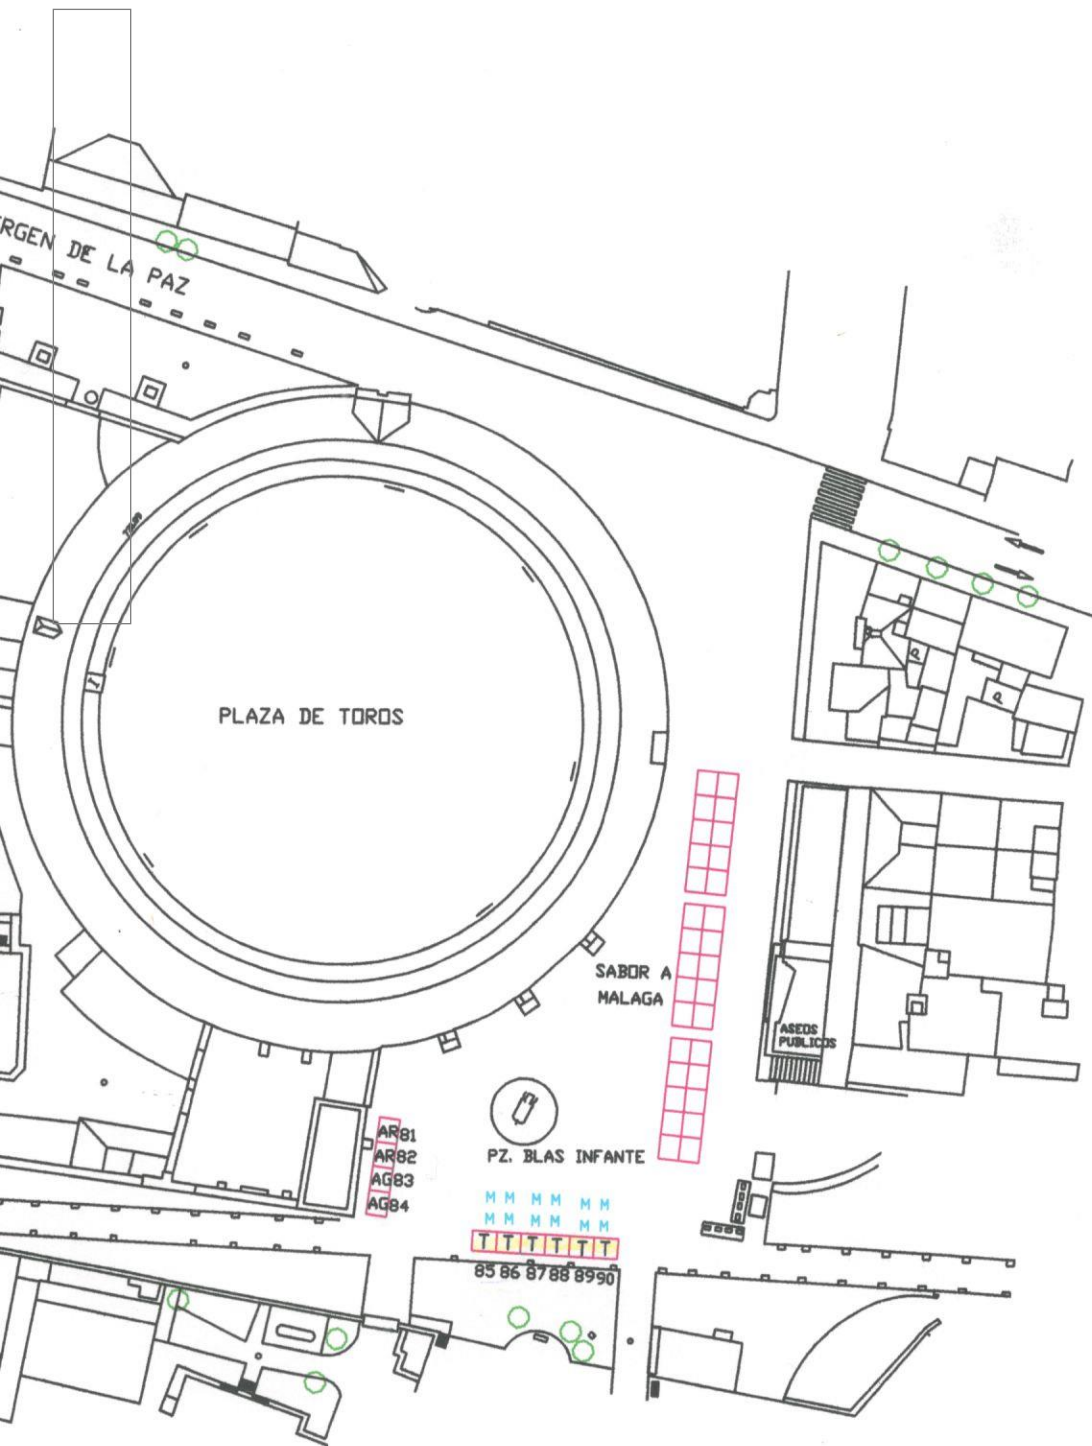 RGEN DE LA PAZ
TOLDO
P
P
PLAZA DE TOROS
SABOR A
MALAGA
ASEOS
PUBLICOS
AR81
AR82
AG83
AG84
PZ. BLAS INFANTE
M M M M M M
M M M M M M
T T T T T T
85 86 87 88 89 90